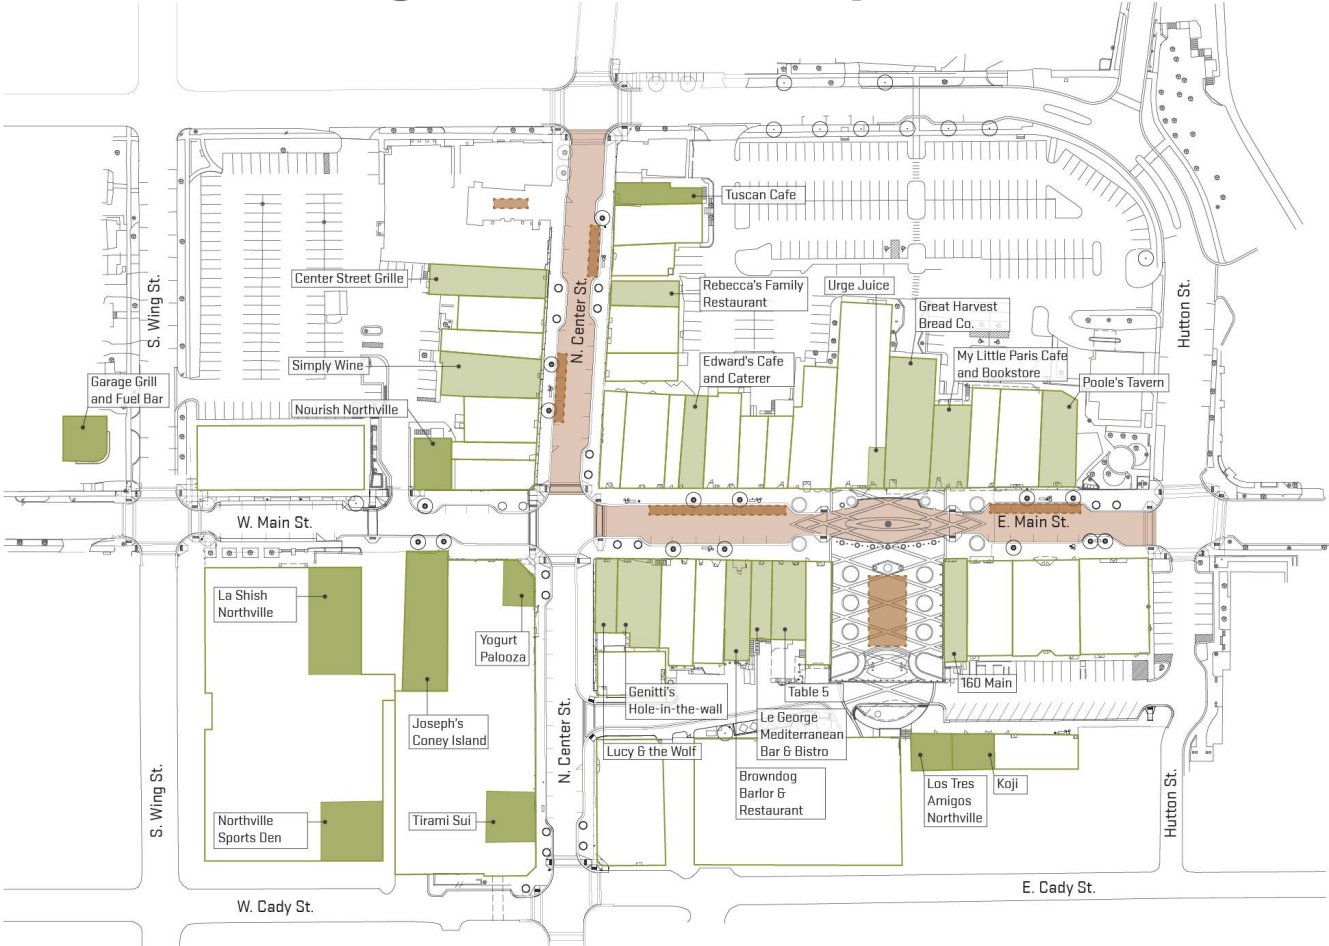 Tuscan Cafe
Center Street Grille
Rebecca's Family
Restaurant
Urge Juice
Great Harvest
Bread Co.
My Little Paris Cafe
and Bookstore
Edward's Cafe
and Caterer
Poole's Tavern
Simply Wine
Garage Grill
and Fuel Bar
Nourish Northville
S. Wing St.
N. Center St.
Hutton St.
W. Main St.
E. Main St.
La Shish
Northville
Yogurt
Palooza
Joseph's
Coney Island
Genitti's
Hole-in-the-wall
Table 5
160 Main
Lucy & the Wolf
Le George
Mediterranean
Bar & Bistro
Browndog
Barlor &
Restaurant
Los Tres
Amigos
Northville
Koji
Northville
Sports Den
Tirami Sui
S. Wing St.
N. Center St.
Hutton St.
W. Cady St.
E. Cady St.